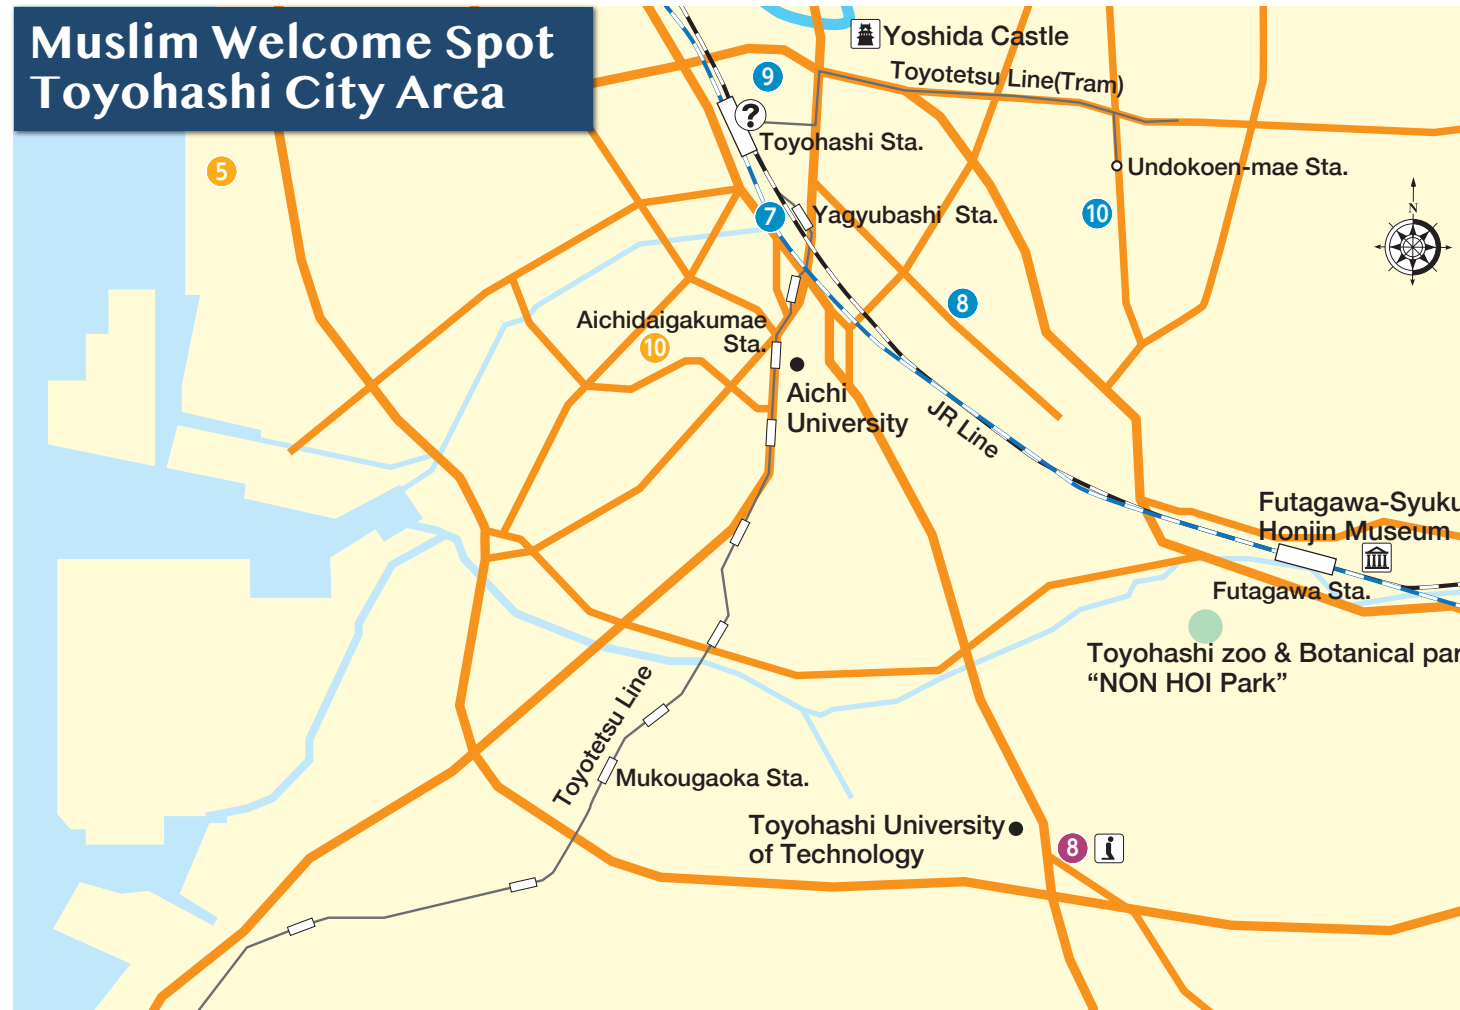 Muslim Welcome Spot
Toyohashi City Area
Yoshida Castle
Toyotetsu Line(Tram)
9
?
Toyohashi Sta.
5
Undokoen-mae Sta.
7
Yagyubashi Sta.
10
N
8
Aichidaigakumae
Sta.
10
Aichi
University
JR Line
Futagawa-Syuku
Honjin Museum
Futagawa Sta.
Toyohashi zoo & Botanical par
“NON HOI Park”
Toyotetsu Line
Mukougaoka Sta.
Toyohashi University
of Technology
8
i